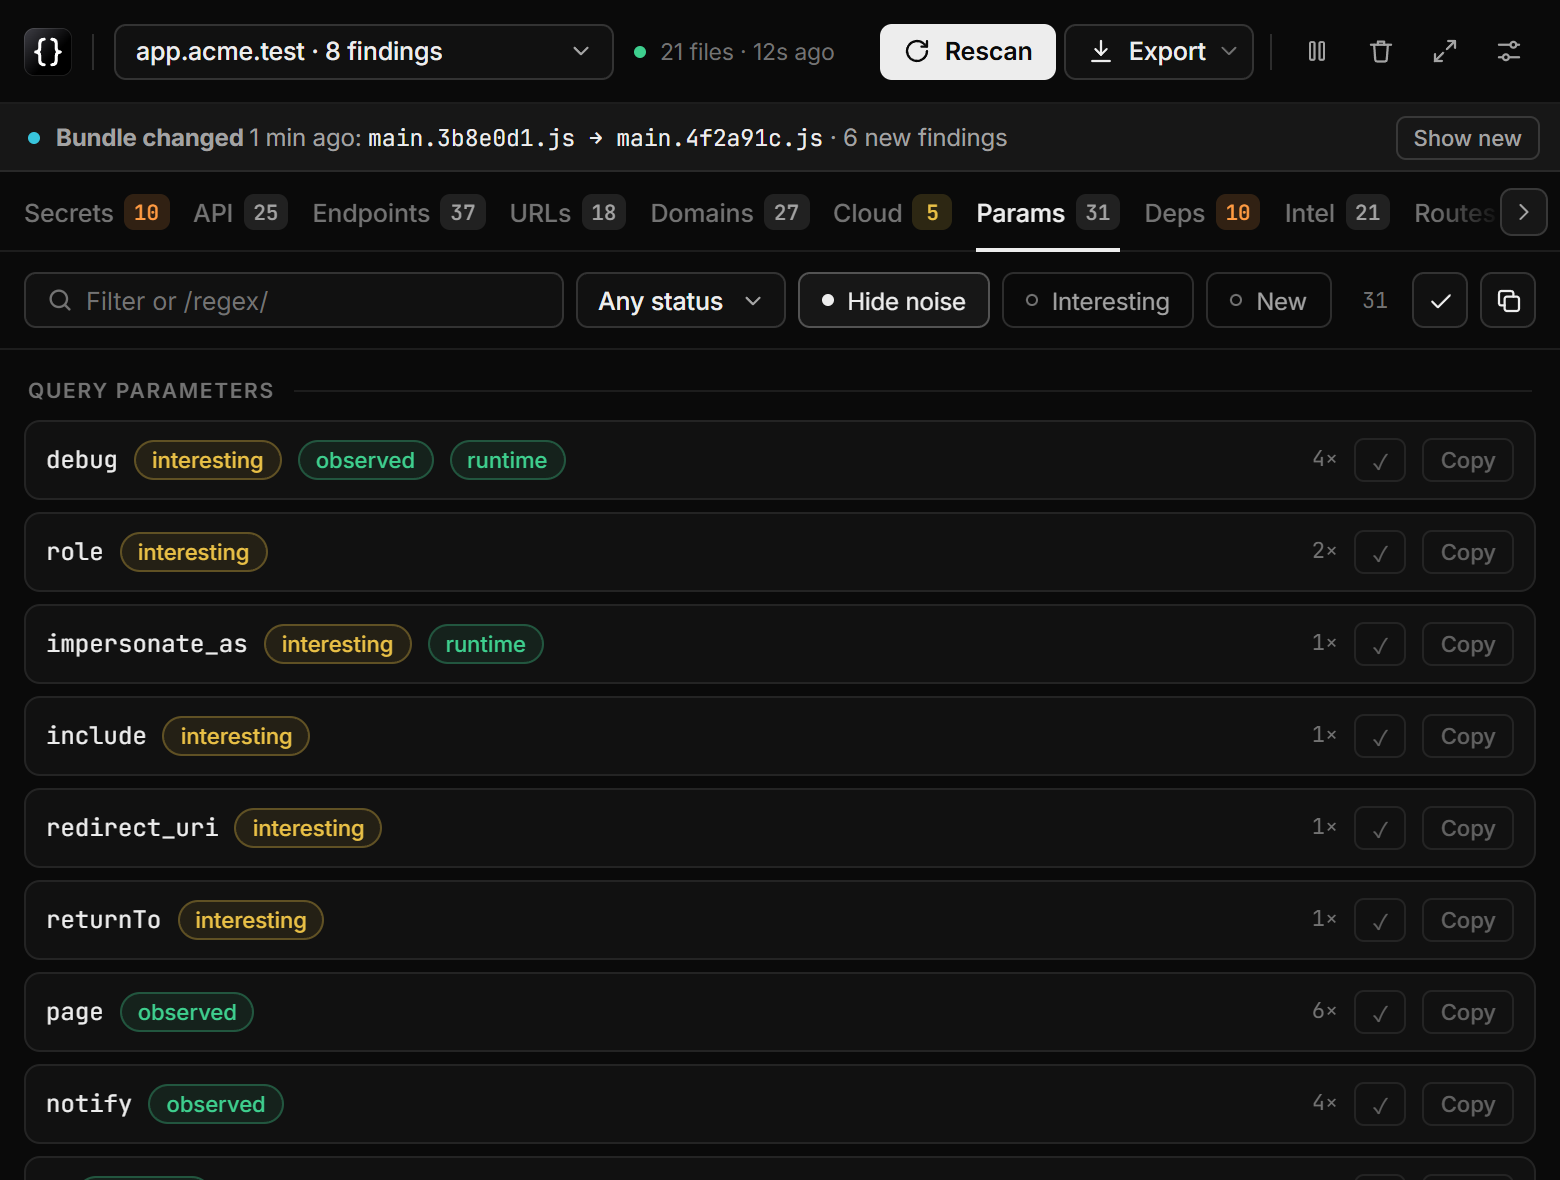 {} app.acme.test · 8 findings 21 files · 12s ago Rescan Export
Bundle changed 1 min ago: main.3b8e0d1.js → main.4f2a91c.js · 6 new findings Show new
Secrets 10 API 25 Endpoints 37 URLs 18 Domains 27 Cloud 5 Params 31 Deps 10 Intel 21 Routes
Filter or /regex/ Any status Hide noise Interesting New 31
QUERY PARAMETERS
debug interesting observed runtime 4× ✓ Copy
role interesting 2× ✓ Copy
impersonate_as interesting runtime 1× ✓ Copy
include interesting 1× ✓ Copy
redirect_uri interesting 1× ✓ Copy
returnTo interesting 1× ✓ Copy
page observed 6× ✓ Copy
notify observed 4× ✓ Copy